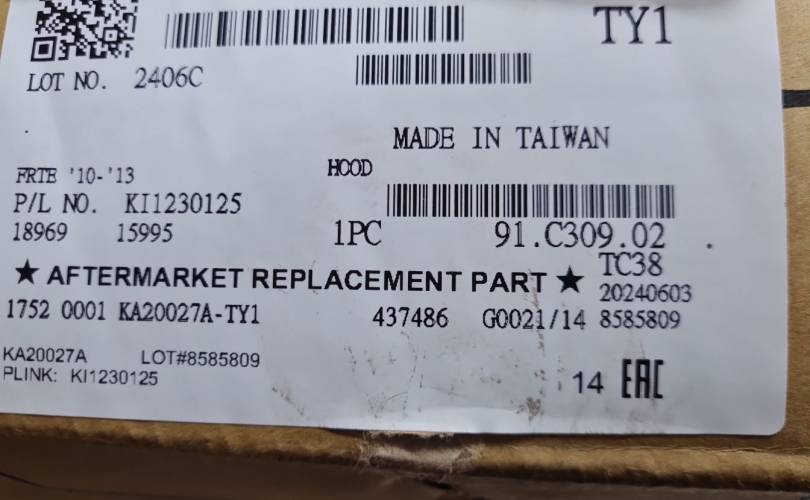 TY1
LOT NO. 2406C
MADE IN TAIWAN
HOOD
FRTE '10-'13
P/L NO. KI1230125
18969 15995 1PC 91.C309.02
★ AFTERMARKET REPLACEMENT PART ★ TC38
20240603
1752 0001 KA20027A-TY1 437486 G0021/14 8585809
KA20027A LOT#8585809
PLINK: KI1230125
14 EAC